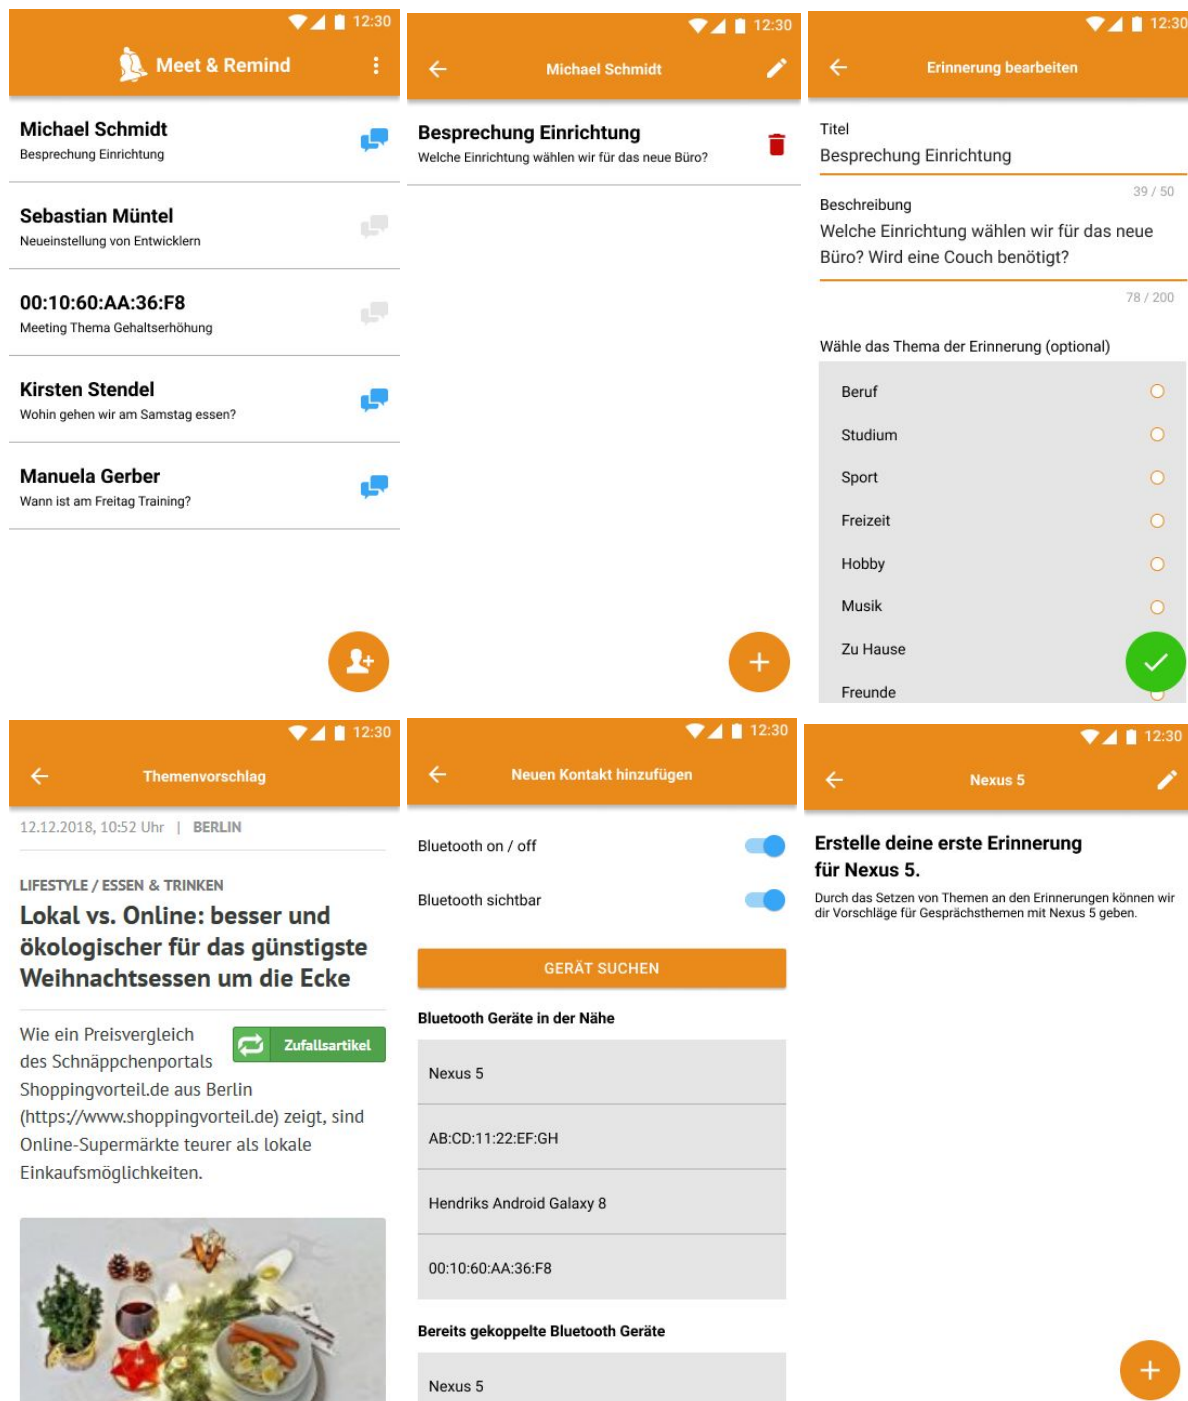 12:30
Meet & Remind
Michael Schmidt
Besprechung Einrichtung
Sebastian Müntel
Neueinstellung von Entwicklern
00:10:60:AA:36:F8
Meeting Thema Gehaltserhöhung
Kirsten Stendel
Wohin gehen wir am Samstag essen?
Manuela Gerber
Wann ist am Freitag Training?
12:30
Michael Schmidt
Besprechung Einrichtung
Welche Einrichtung wählen wir für das neue Büro?
12:30
Erinnerung bearbeiten
Titel
Besprechung Einrichtung
39 / 50
Beschreibung
Welche Einrichtung wählen wir für das neue
Büro? Wird eine Couch benötigt?
78 / 200
Wähle das Thema der Erinnerung (optional)
Beruf
Studium
Sport
Freizeit
Hobby
Musik
Zu Hause
Freunde
12:30
Themenvorschlag
12.12.2018, 10:52 Uhr | BERLIN
LIFESTYLE / ESSEN & TRINKEN
Lokal vs. Online: besser und
ökologischer für das günstigste
Weihnachtsessen um die Ecke
Wie ein Preisvergleich
des Schnäppchenportals
Zufallsartikel
Shoppingvorteil.de aus Berlin
(https://www.shoppingvorteil.de) zeigt, sind
Online-Supermärkte teurer als lokale
Einkaufsmöglichkeiten.
12:30
Neuen Kontakt hinzufügen
Bluetooth on / off
Bluetooth sichtbar
GERÄT SUCHEN
Bluetooth Geräte in der Nähe
Nexus 5
AB:CD:11:22:EF:GH
Hendriks Android Galaxy 8
00:10:60:AA:36:F8
Bereits gekoppelte Bluetooth Geräte
Nexus 5
12:30
Nexus 5
Erstelle deine erste Erinnerung
für Nexus 5.
Durch das Setzen von Themen an den Erinnerungen können wir
dir Vorschläge für Gesprächsthemen mit Nexus 5 geben.